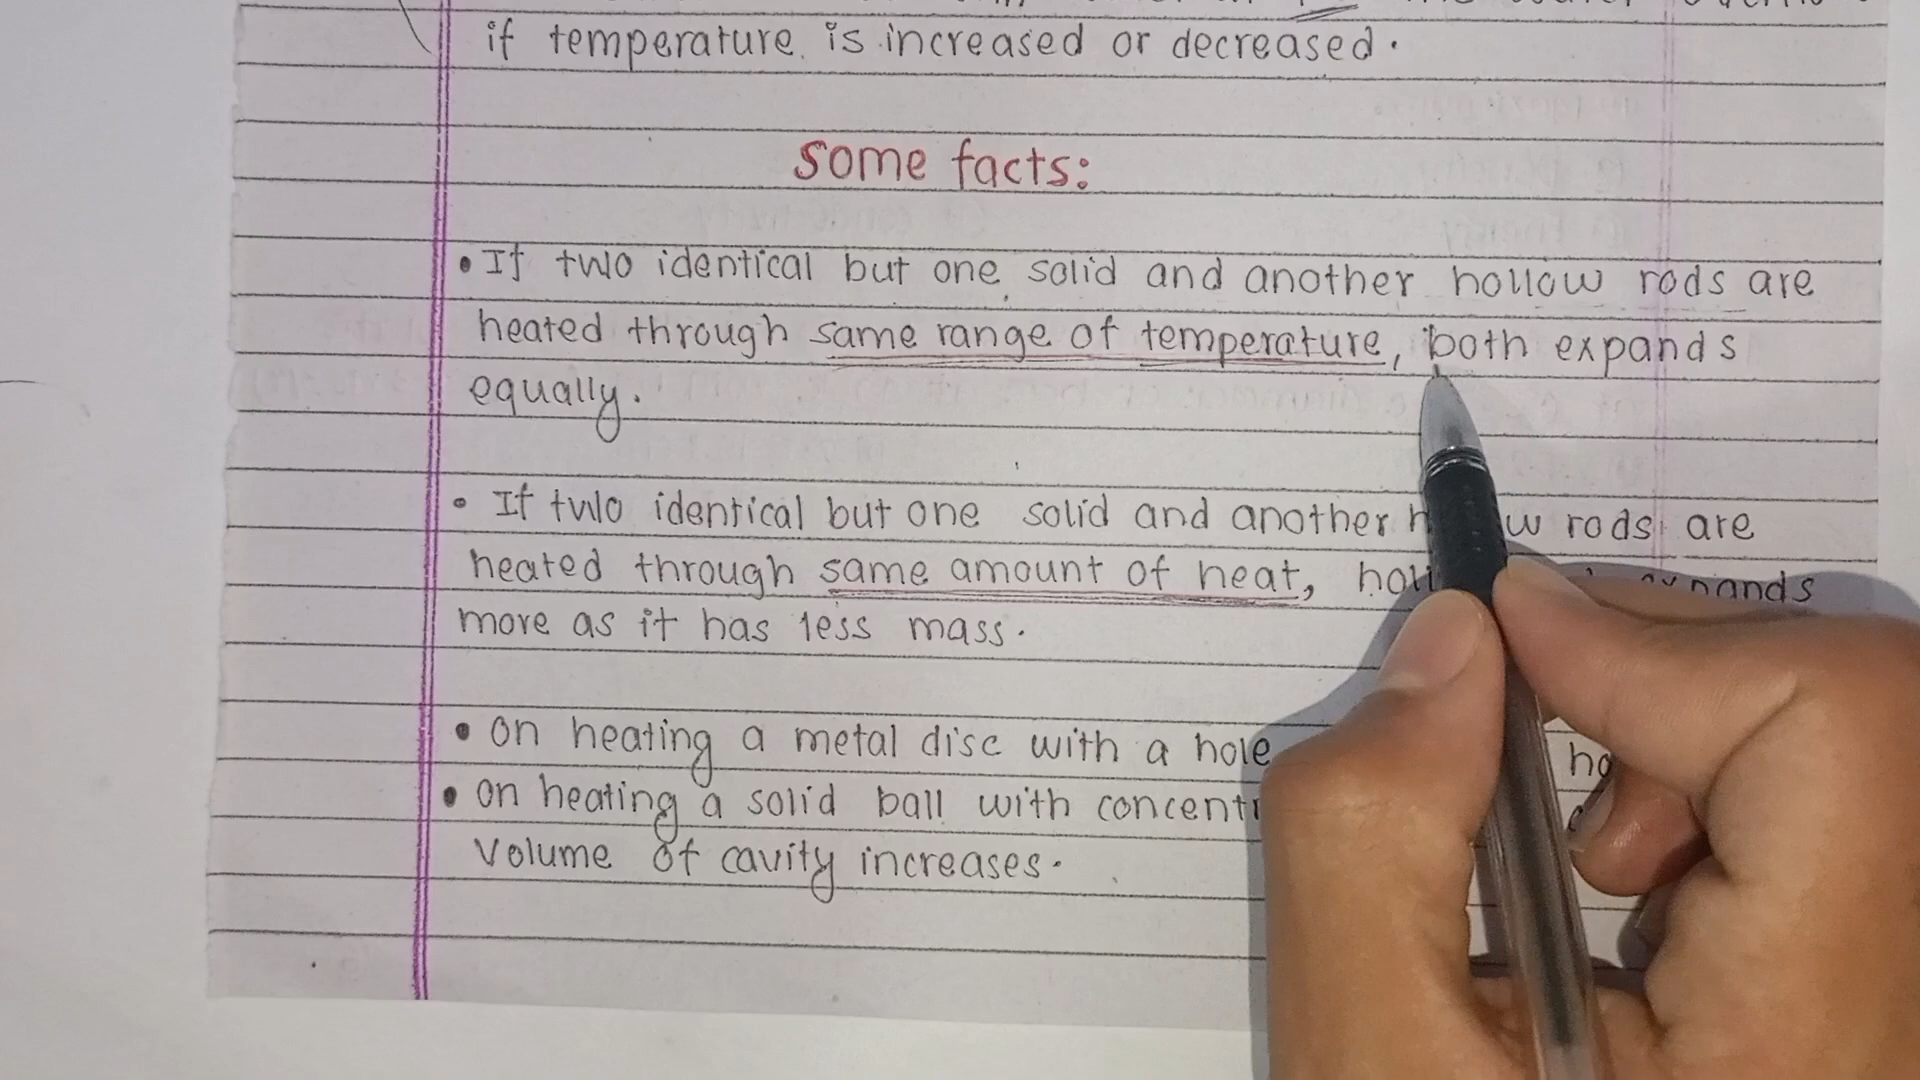 if temperature is increased or decreased.
Some facts:
• If two identical but one solid and another hollow rods are
heated through same range of temperature, both expands
equally.
• If two identical but one solid and another rods are
heated through same amount of heat,
more as it has less mass.
• on heating a metal disc with a hole
• on heating a solid ball with
volume of cavity increases.